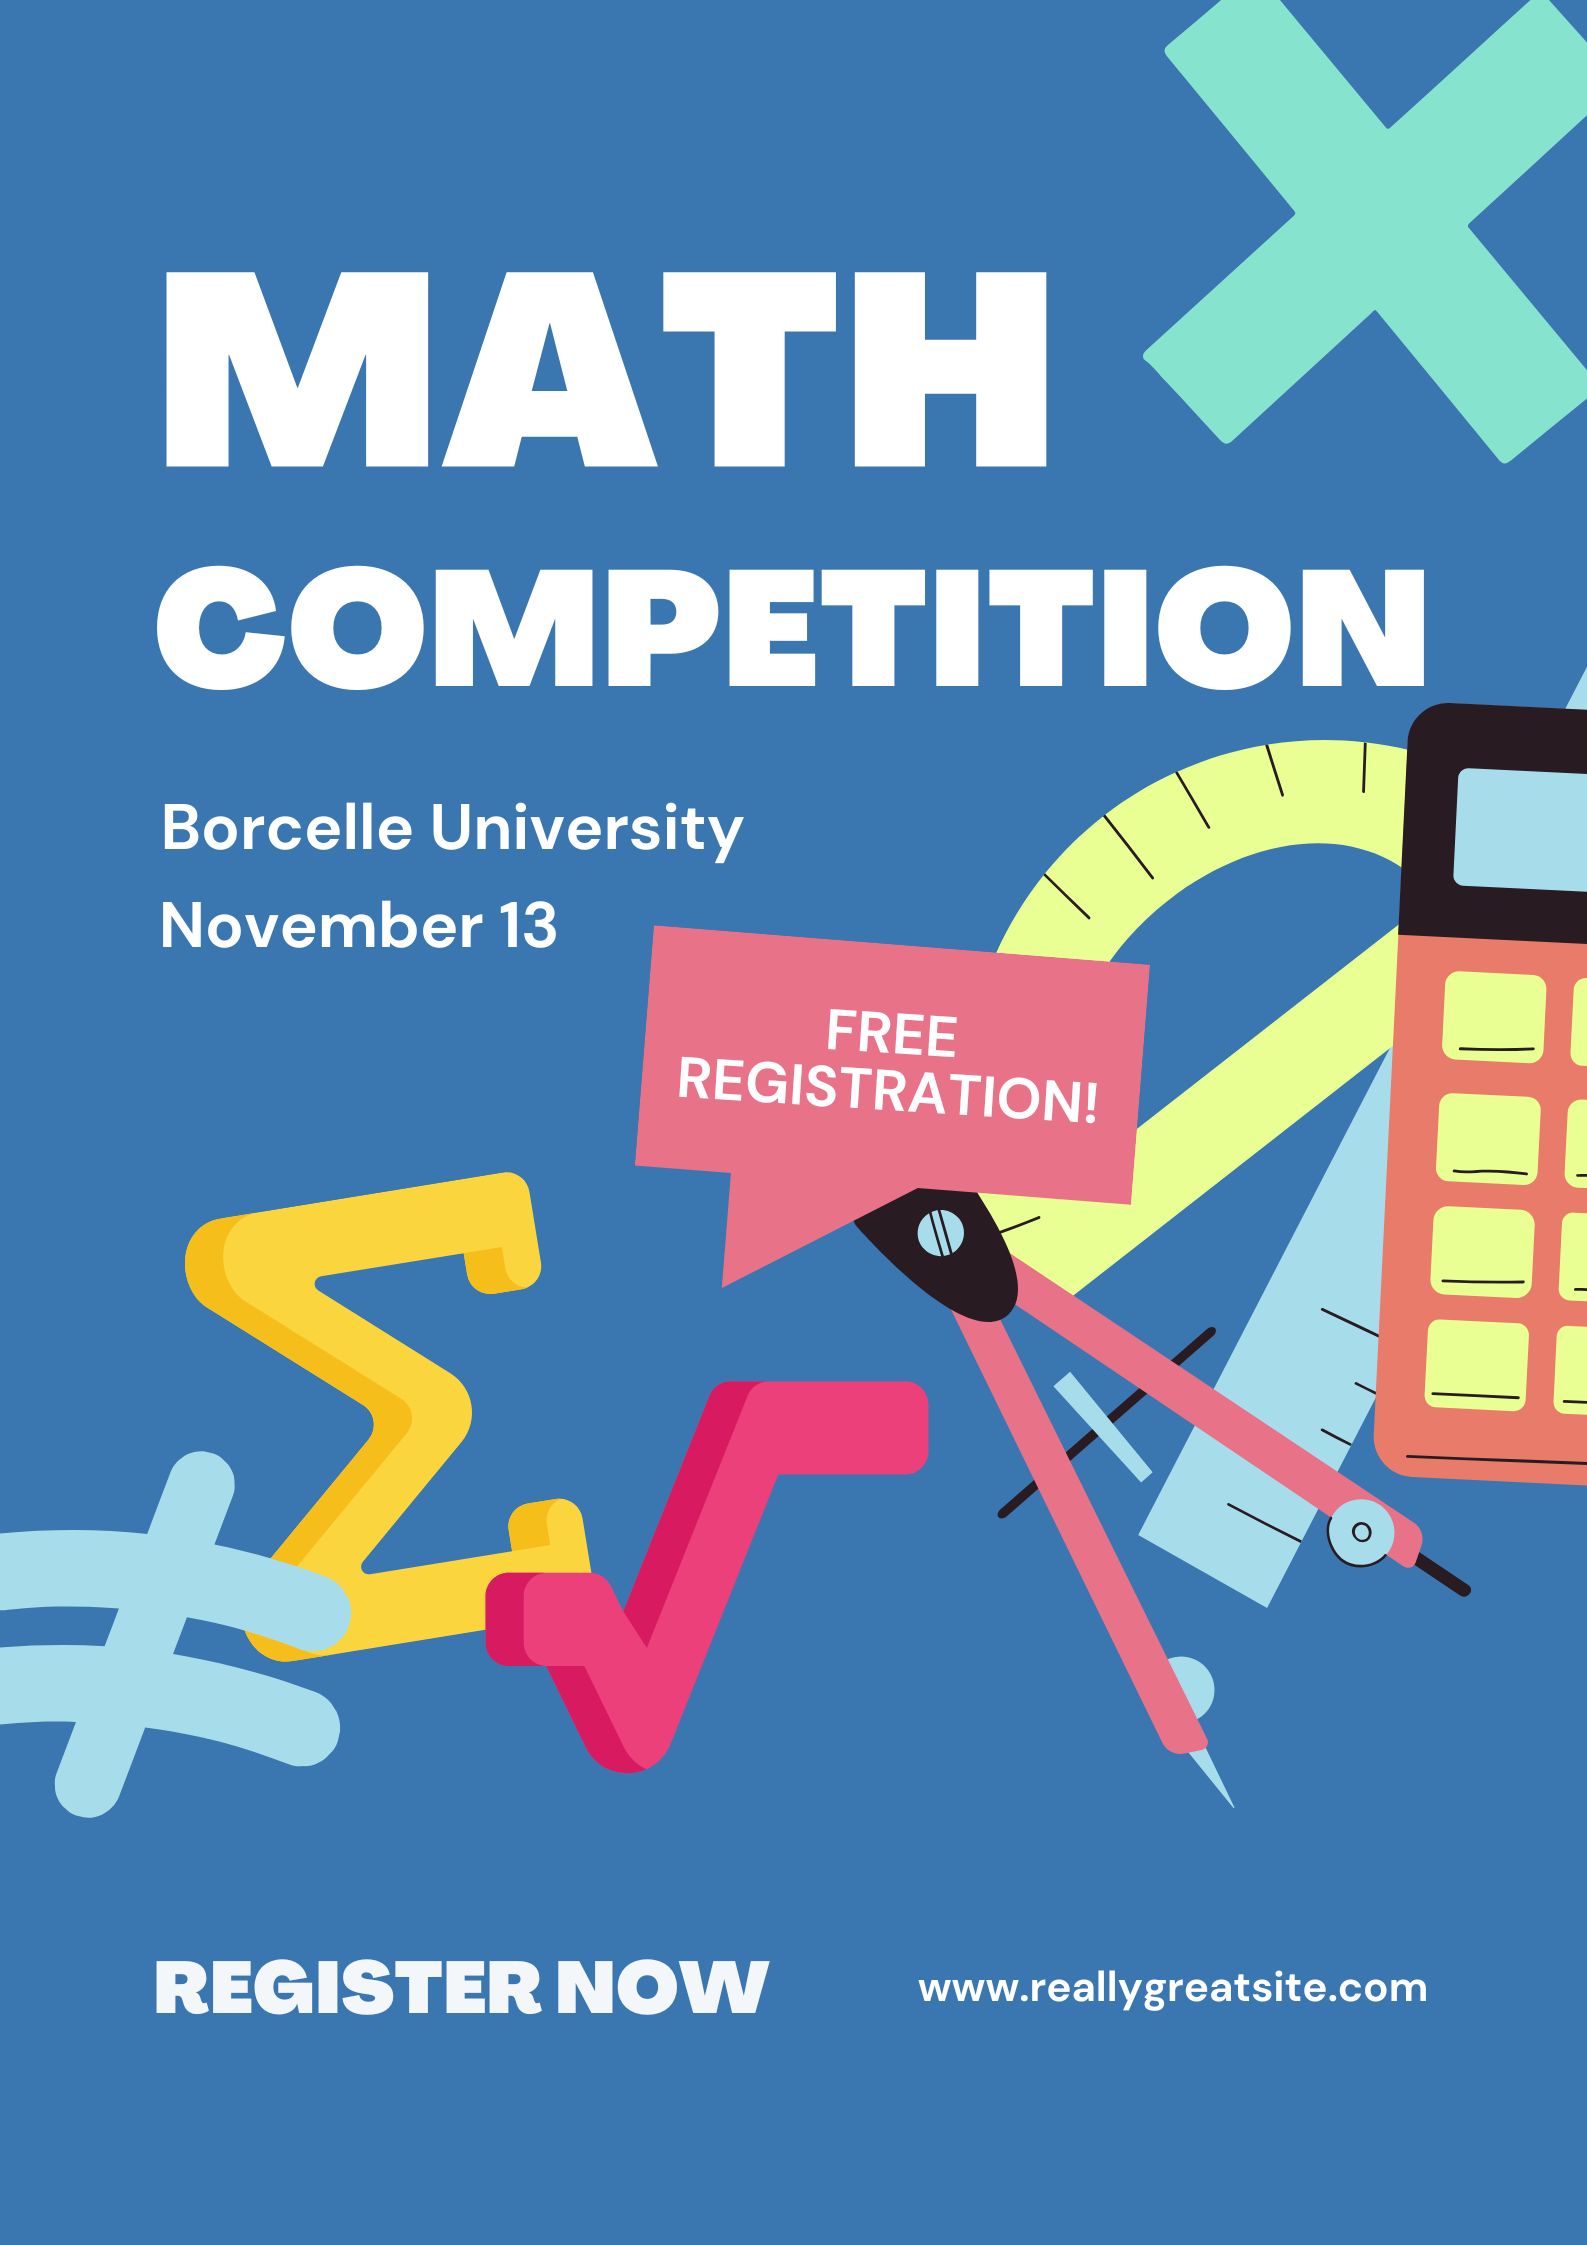 MATH
COMPETITION
Borcelle University
November 13
FREE
REGISTRATION!
REGISTER NOW
www.reallygreatsite.com